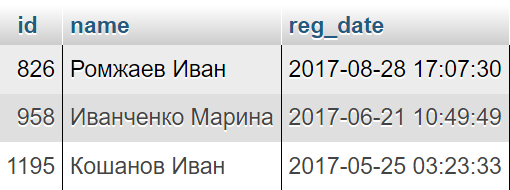 id name reg_date
826 Ромжаев Иван 2017-08-28 17:07:30
958 Иванченко Марина 2017-06-21 10:49:49
1195 Кошанов Иван 2017-05-25 03:23:33